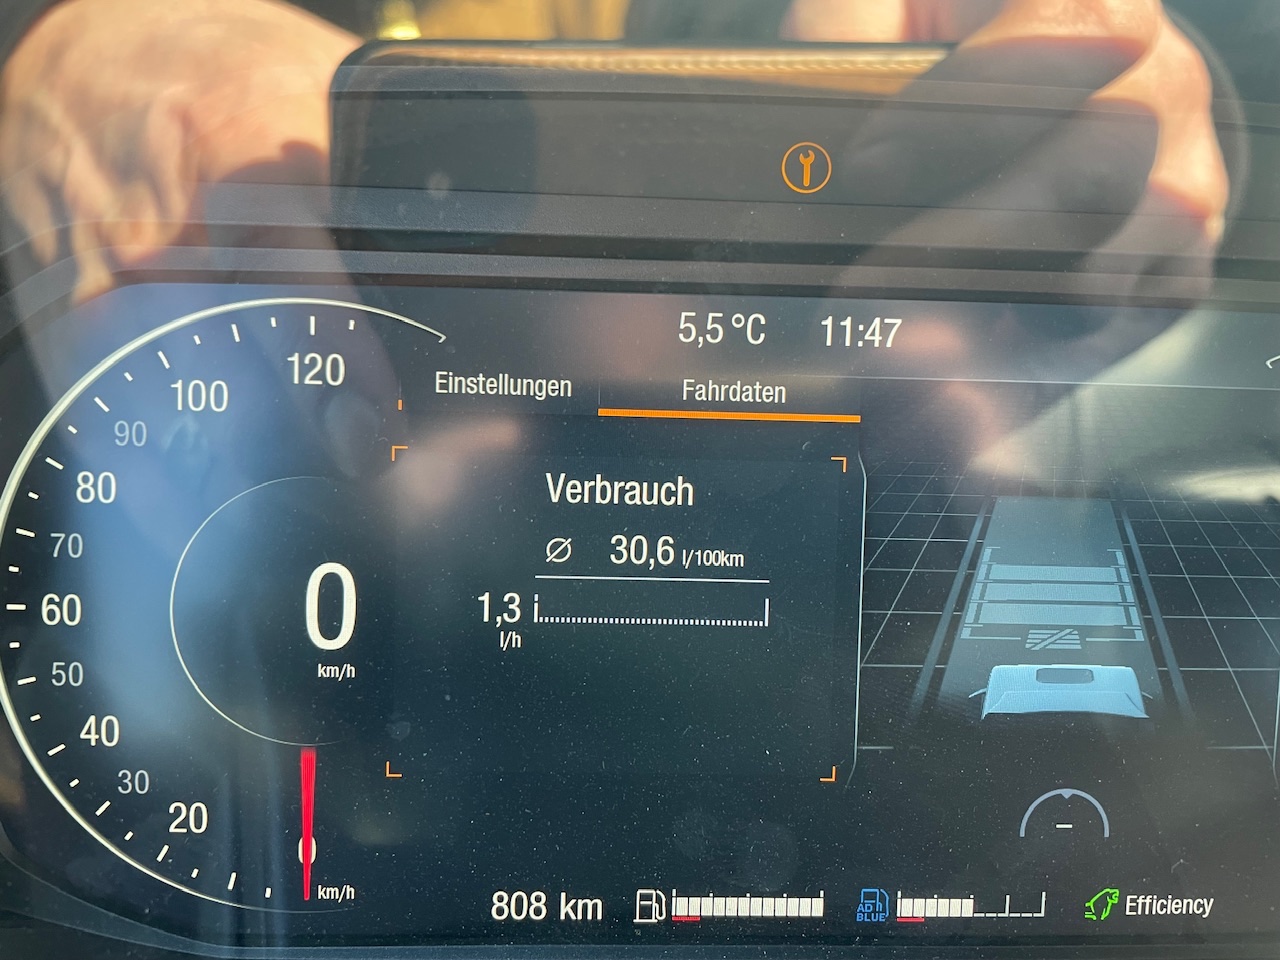 5,5 °C 11:47
Einstellungen Fahrdaten
120
100
90
80
70
60
50
40
30
20
0
km/h
0
km/h
Verbrauch
Ø 30,6 l/100km
1,3
l/h
808 km
AD
BLUE
Efficiency